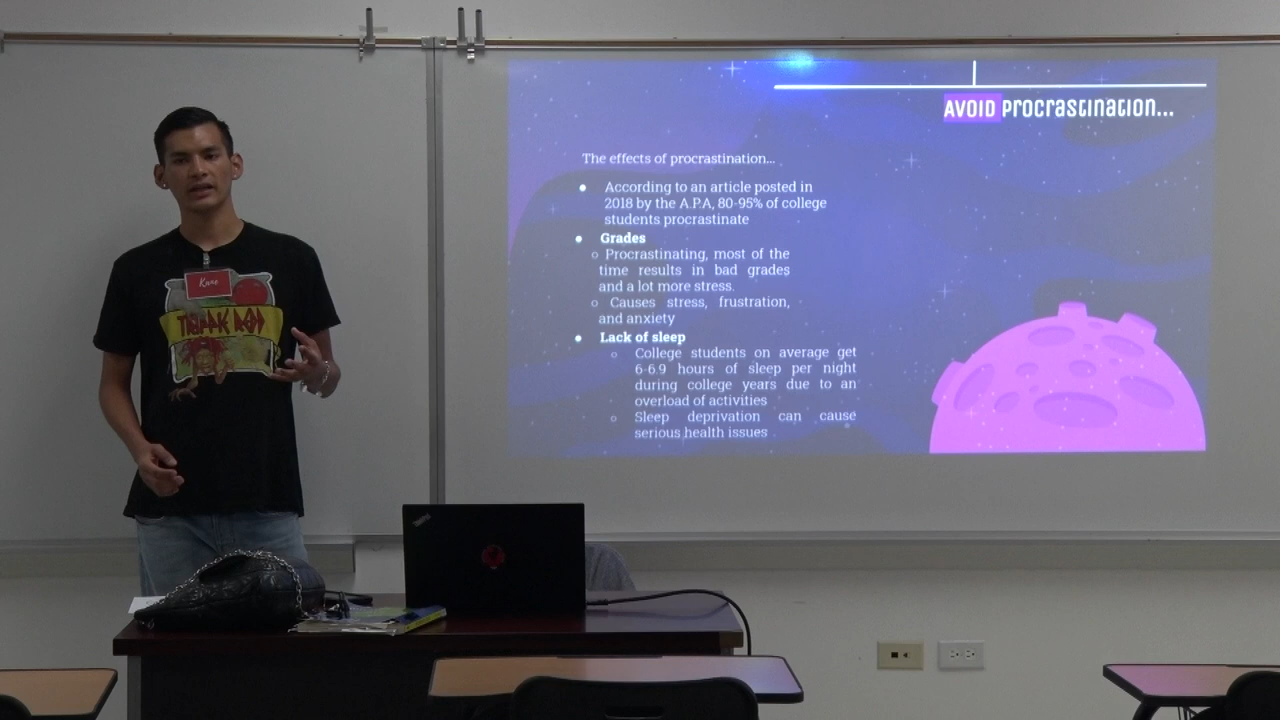 AVOID Procrastination...
The effects of procrastination...
● According to an article posted in
2018 by the A.P.A, 80-95% of college
students procrastinate
● Grades
○ Procrastinating, most of the
time results in bad grades
and a lot more stress.
○ Causes stress, frustration,
and anxiety
● Lack of sleep
○ College students on average get
6-6.9 hours of sleep per night
during college years due to an
overload of activities
○ Sleep deprivation can cause
serious health issues
Kane
ThinkPad